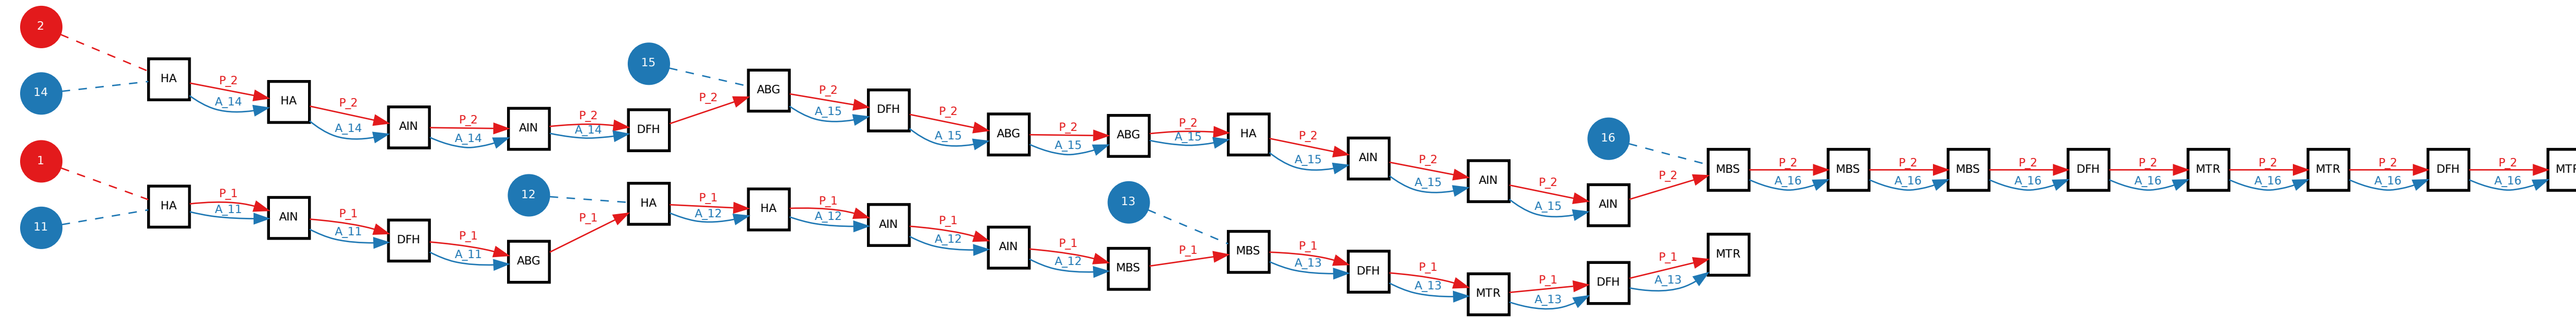 2
14
HA
P_2
A_14
HA
P_2
A_14
AIN
P_2
A_14
AIN
P_2
A_14
DFH
P_2
15
ABG
P_2
A_15
DFH
P_2
A_15
ABG
P_2
A_15
ABG
P_2
A_15
HA
P_2
A_15
AIN
P_2
A_15
AIN
P_2
A_15
AIN
P_2
16
MBS
P_2
A_16
MBS
P_2
A_16
MBS
P_2
A_16
DFH
P_2
A_16
MTR
P_2
A_16
MTR
P_2
A_16
DFH
P_2
A_16
1
11
HA
P_1
A_11
AIN
P_1
A_11
DFH
P_1
A_11
ABG
P_1
12
HA
P_1
A_12
HA
P_1
A_12
AIN
P_1
A_12
AIN
P_1
A_12
MBS
P_1
13
MBS
P_1
A_13
DFH
P_1
A_13
MTR
P_1
A_13
DFH
P_1
A_13
MTR